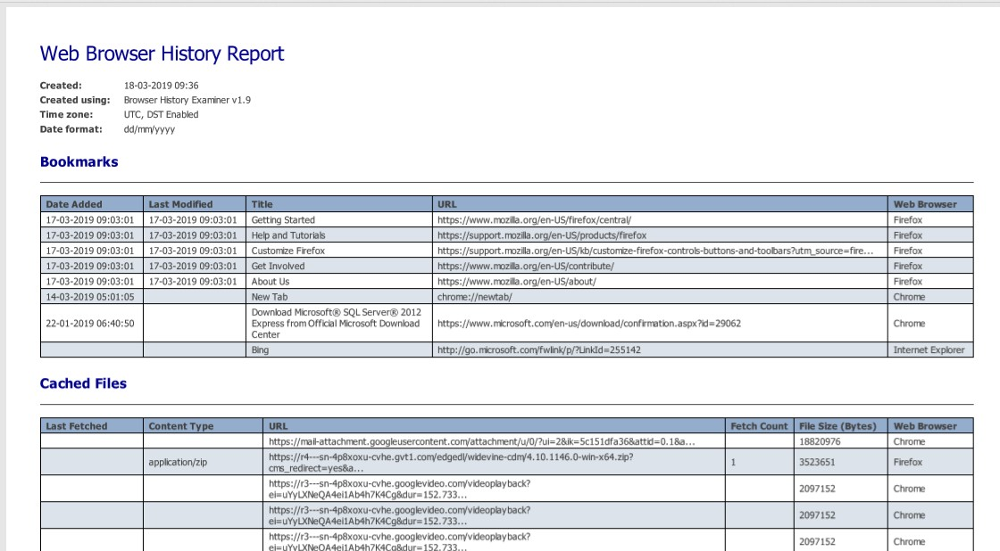 Web Browser History Report
Created: 18-03-2019 09:36
Created using: Browser History Examiner v1.9
Time zone: UTC, DST Enabled
Date format: dd/mm/yyyy
Bookmarks
Date Added Last Modified Title URL Web Browser
17-03-2019 09:03:01 17-03-2019 09:03:01 Getting Started https://www.mozilla.org/en-US/firefox/central/ Firefox
17-03-2019 09:03:01 17-03-2019 09:03:01 Help and Tutorials https://support.mozilla.org/en-US/products/firefox Firefox
17-03-2019 09:03:01 17-03-2019 09:03:01 Customize Firefox https://support.mozilla.org/en-US/kb/customize-firefox-controls-buttons-and-toolbars?utm_source=fire... Firefox
17-03-2019 09:03:01 17-03-2019 09:03:01 Get Involved https://www.mozilla.org/en-US/contribute/ Firefox
17-03-2019 09:03:01 17-03-2019 09:03:01 About Us https://www.mozilla.org/en-US/about/ Firefox
14-03-2019 05:01:05 New Tab chrome://newtab/ Chrome
Download Microsoft® SQL Server® 2012
22-01-2019 06:40:50 Express from Official Microsoft Download https://www.microsoft.com/en-us/download/confirmation.aspx?id=29062 Chrome
Center
Bing http://go.microsoft.com/fwlink/p/?LinkId=255142 Internet Explorer
Cached Files
Last Fetched Content Type URL Fetch Count File Size (Bytes) Web Browser
https://mail-attachment.googleusercontent.com/attachment/u/0/?ui=2&ik=5c151dfa36&attid=0.1&a... 18820976 Chrome
application/zip https://r4---sn-4p8xoxu-cvhe.gvt1.com/edgedl/widevine-cdm/4.10.1146.0-win-x64.zip? 1 3523651 Firefox
cms_redirect=yes&a...
https://r3---sn-4p8xoxu-cvhe.googlevideo.com/videoplayback? 2097152 Chrome
ei=uYyLXNeQA4ei1Ab4h7K4Cg&dur=152.733...
https://r3---sn-4p8xoxu-cvhe.googlevideo.com/videoplayback? 2097152 Chrome
ei=uYyLXNeQA4ei1Ab4h7K4Cg&dur=152.733...
https://r3---sn-4p8xoxu-cvhe.googlevideo.com/videoplayback? 2097152 Chrome
ei=uYyLXNeQA4ei1Ab4h7K4Cg&dur=152.733...